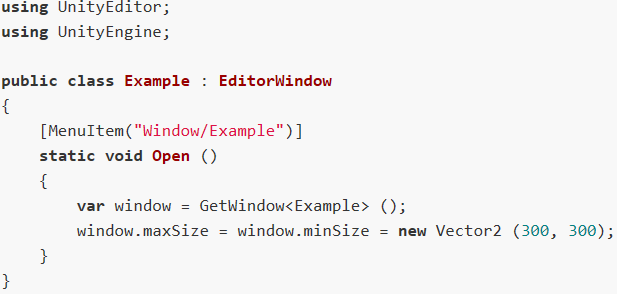 using UnityEditor;
using UnityEngine;

public class Example : EditorWindow
{
    [MenuItem("Window/Example")]
    static void Open ()
    {
        var window = GetWindow<Example> ();
        window.maxSize = window.minSize = new Vector2 (300, 300);
    }
}